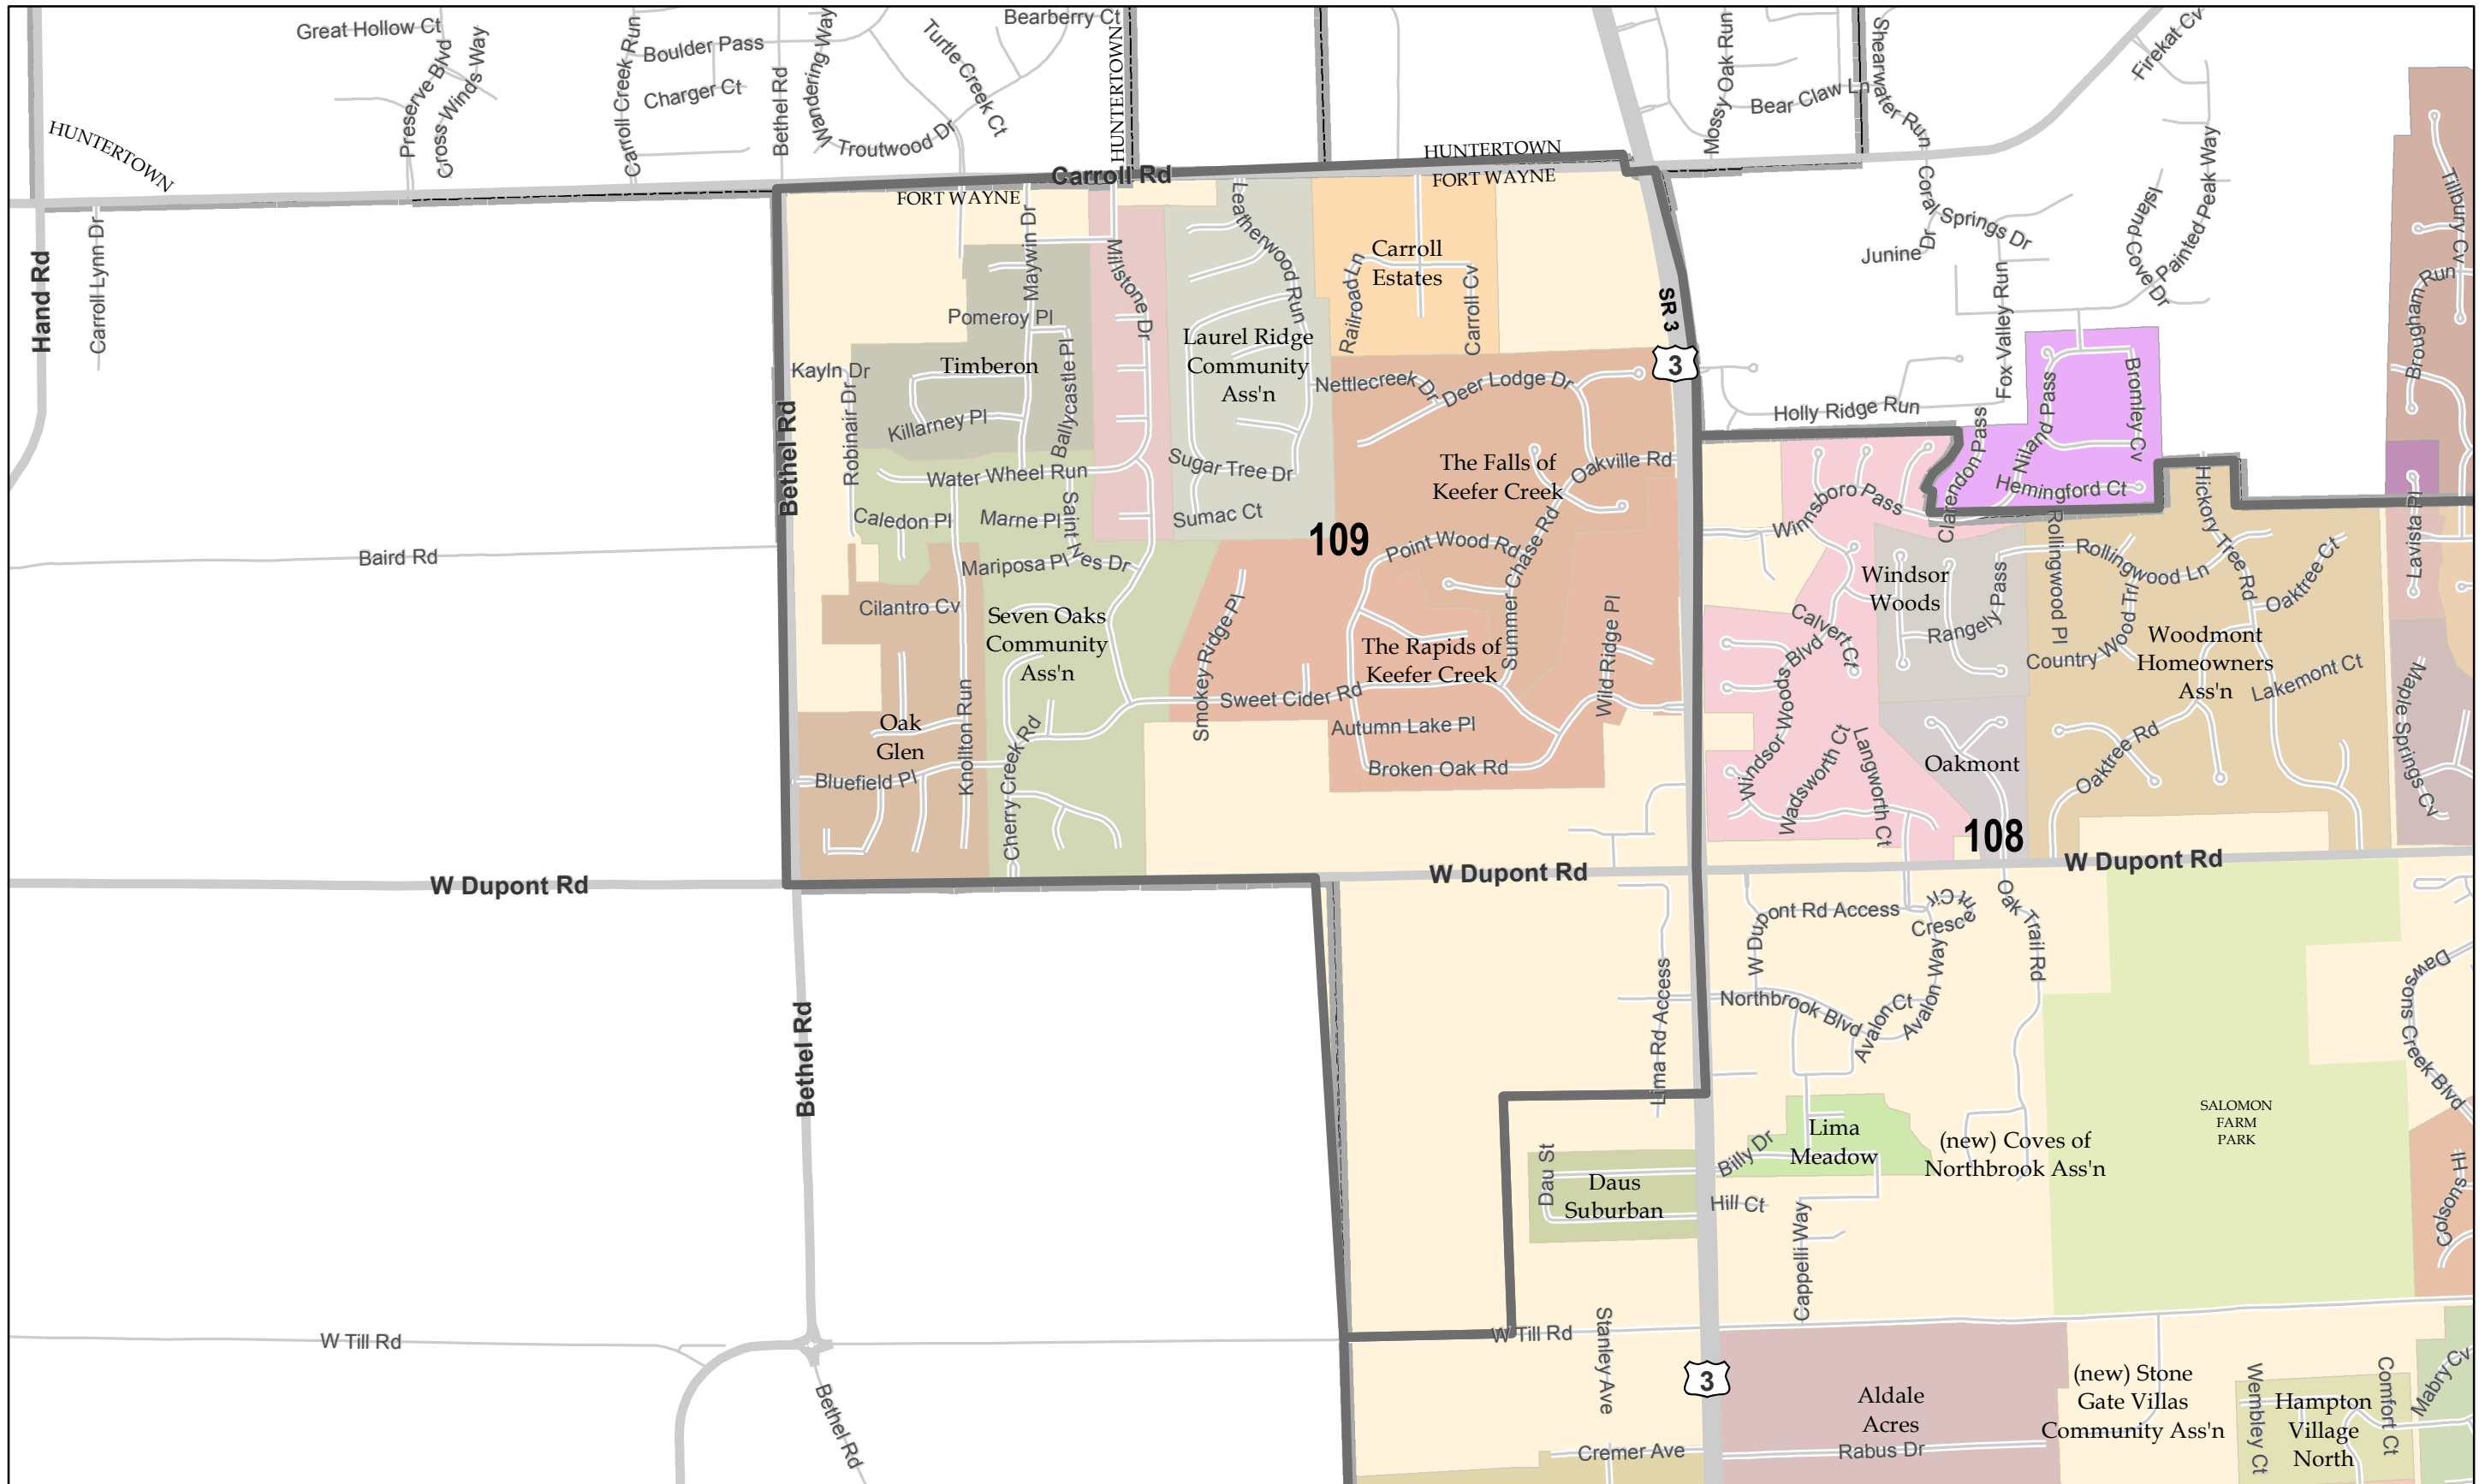 Great Hollow Ct
Preserve Blvd
Cross Winds Way
Carroll Creek Run
Boulder Pass
Charger Ct
Bethel Rd
Wandering Way
Troutwood Dr
Turtle Creek Ct
Bearberry Ct
HUNTERTOWN
HUNTERTOWN
HUNTERTOWN
FORT WAYNE
FORT WAYNE
Carroll Rd
Mossy Oak Run
Bear Claw Ln
Shearwater Run
Firekat Cv
Coral Springs Dr
Junine Dr
Island Cove Dr
Painted Peak Way
Fox Valley Run
Tillbury Cv
Brougham Run
Hand Rd
Carroll Lynn Dr
Maywin Dr
Millstone Dr
Leatherwood Run
Railroad Ln
Carroll
Estates
Carroll Cv
SR 3
3
Pomeroy Pl
Timberon
Kayln Dr
Robinair Dr
Killarney Pl
Ballycastle Pl
Laurel Ridge
Community
Ass'n
Nettlecreek Dr
Deer Lodge Dr
Holly Ridge Run
Niland Pass
Bromley Cv
Clarendon Pass
Hemingford Ct
Bethel Rd
Water Wheel Run
Sugar Tree Dr
The Falls of
Keefer Creek
Oakville Rd
Caledon Pl
Marne Pl
Saint Ives Dr
Sumac Ct
109
Winnsboro Pass
Hickory Tree Rd
Lavista Pl
Baird Rd
Mariposa Pl
Point Wood Rd
Summer Chase Rd
Windsor
Woods
Rollingwood Pl
Rollingwood Ln
Oaktree Ct
Cilantro Cv
Seven Oaks
Community
Ass'n
Smokey Ridge Pl
The Rapids of
Keefer Creek
Wild Ridge Pl
Calvert Ct
Rangely Pass
Country Wood Trl
Woodmont
Homeowners
Ass'n
Lakemont Ct
Maple Springs Cv
Sweet Cider Rd
Autumn Lake Pl
Broken Oak Rd
Oak
Glen
Knollton Run
Cherry Creek Rd
Bluefield Pl
Windsor Woods Blvd
Wadsworth Ct
Langworth Ct
Oakmont
Oaktree Rd
108
W Dupont Rd
W Dupont Rd
W Dupont Rd
W Dupont Rd Access
Crescent Cir
Oak Trail Rd
Avalon Way
Avalon Ct
Northbrook Blvd
Lima Rd Access
Dawsons Creek Blvd
Bethel Rd
Dau St
Daus
Suburban
Billy Dr
Lima
Meadow
Hill Ct
Cappelli Way
(new) Coves of
Northbrook Ass'n
SALOMON
FARM
PARK
Colsons Hl
W Till Rd
W Till Rd
Stanley Ave
3
Bethel Rd
Cremer Ave
Aldale
Acres
Rabus Dr
(new) Stone
Gate Villas
Community Ass'n
Wembley Ct
Hampton
Village
North
Comfort Ct
Mabry Cv